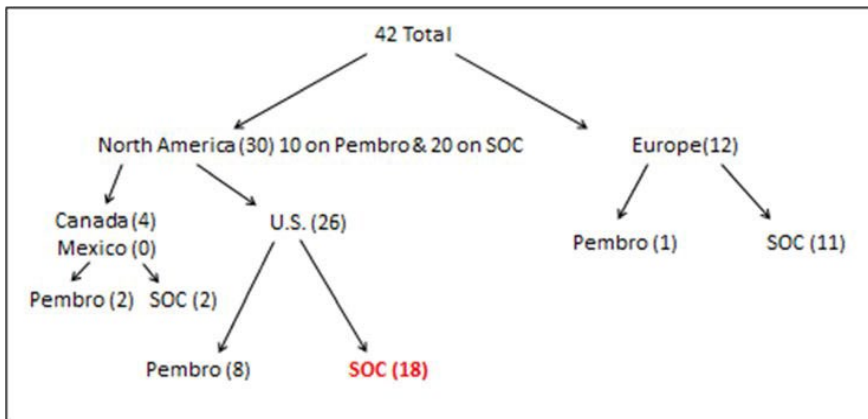 42 Total
North America (30) 10 on Pembro & 20 on SOC
Europe(12)
Canada (4)
Mexico (0)
U.S. (26)
Pembro (1)
SOC (11)
Pembro (2)
SOC (2)
Pembro (8)
SOC (18)